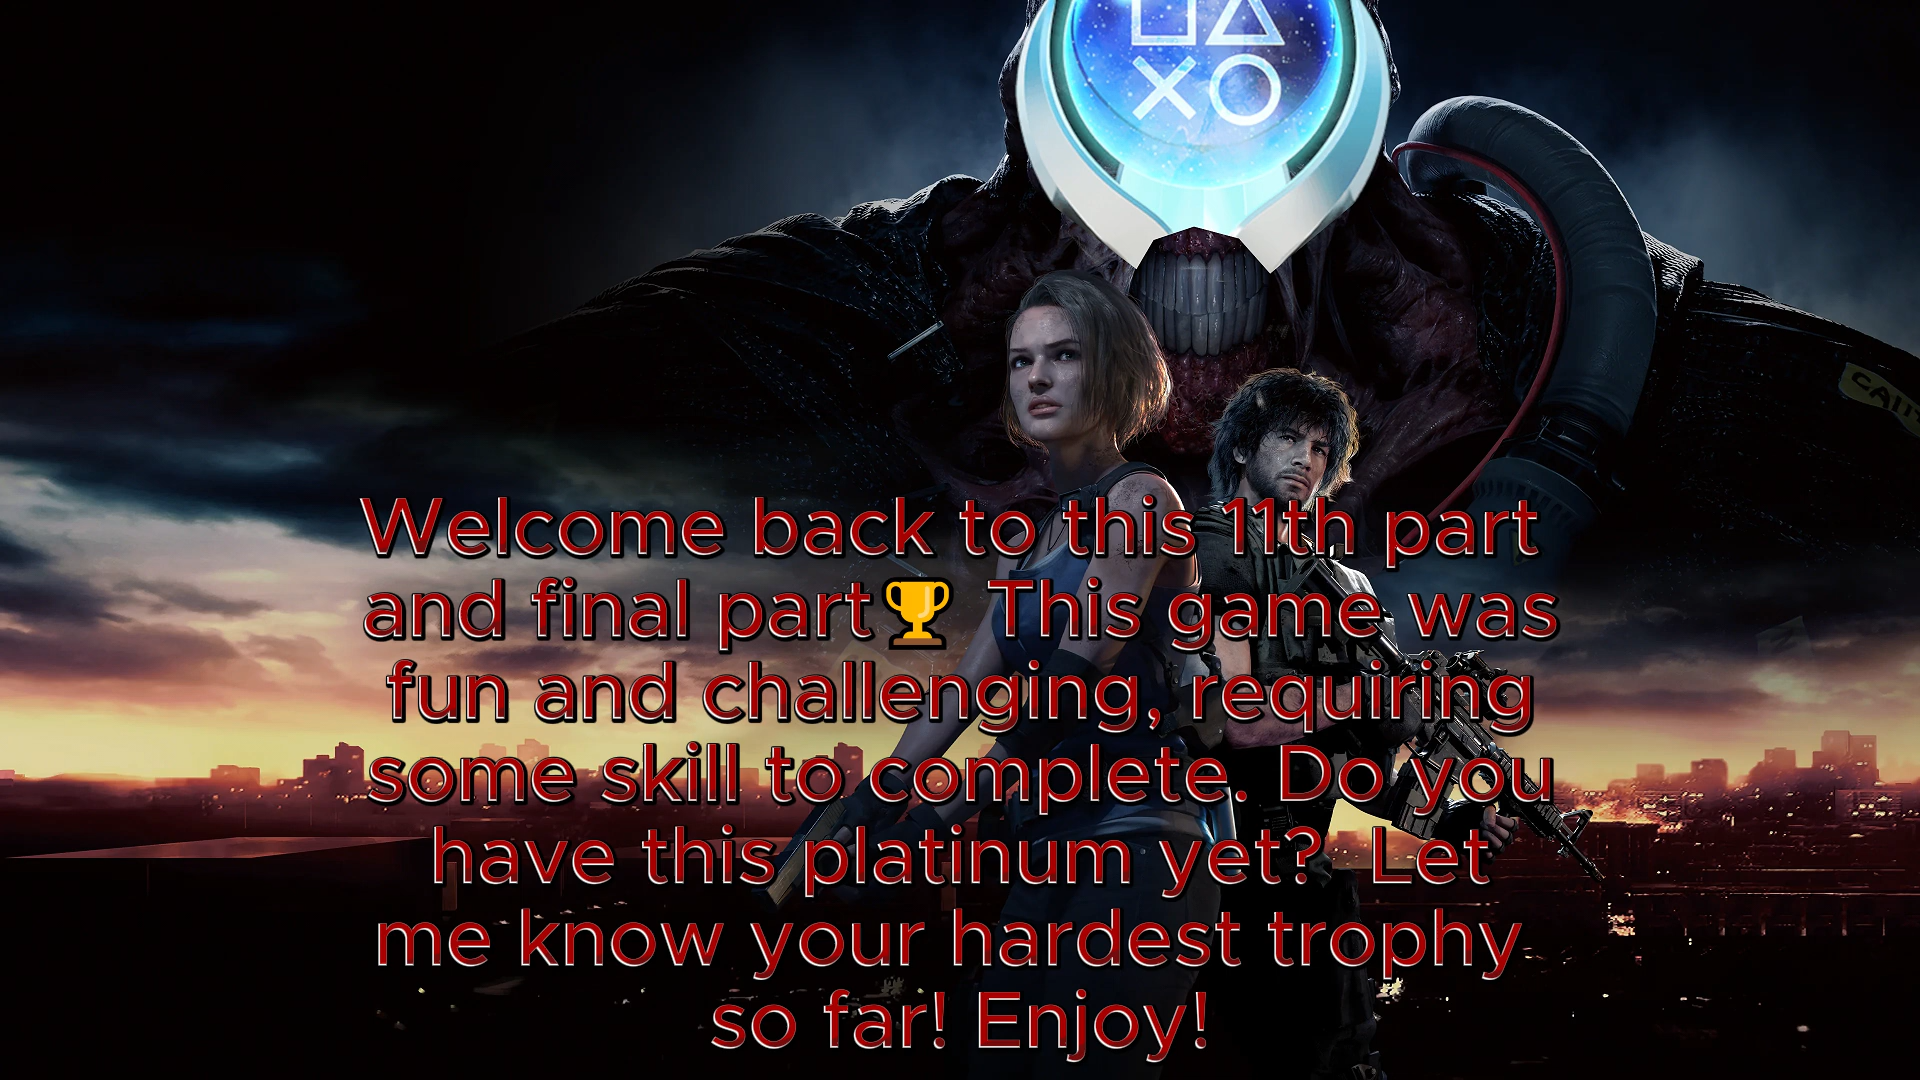 Welcome back to this 11th part
and final part🏆 This game was
fun and challenging, requiring
some skill to complete. Do you
have this platinum yet? Let
me know your hardest trophy
so far! Enjoy!